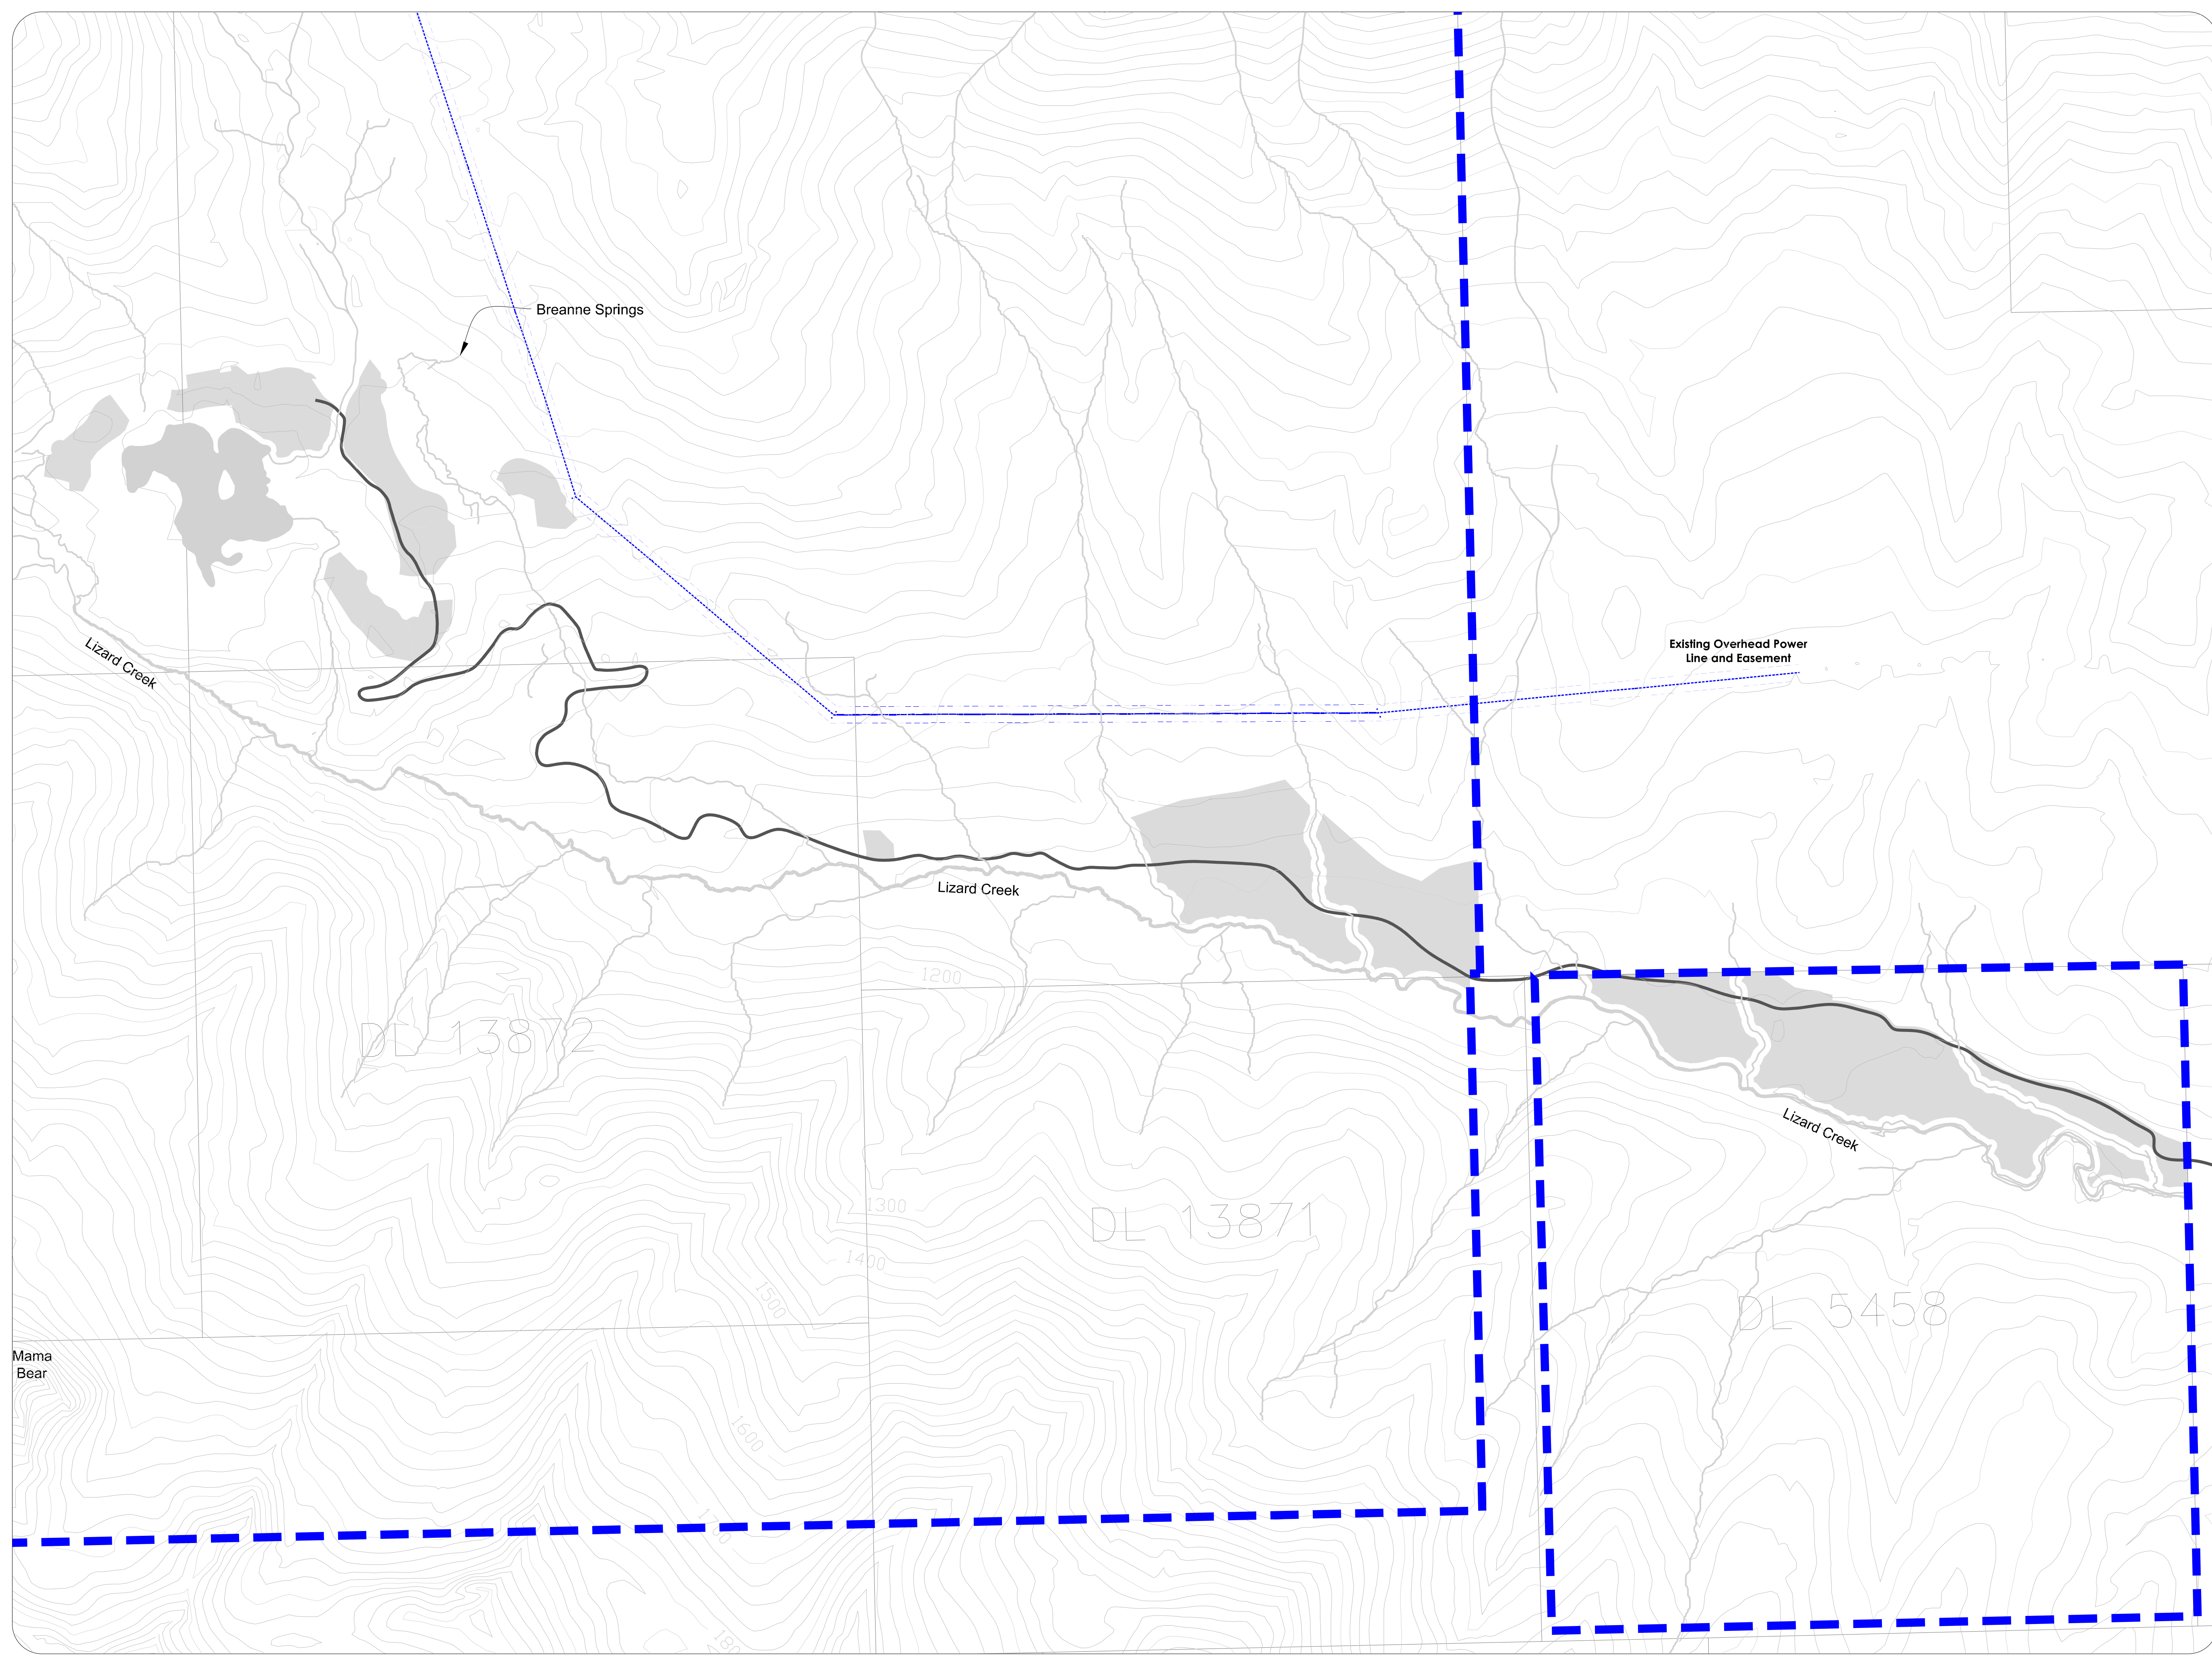 Breanne Springs
Existing Overhead Power
Line and Easement
Lizard Creek
Lizard Creek
1200
DL 13872
Lizard Creek
1300
DL 13871
1400
1500
DL 5458
Mama
Bear
1600